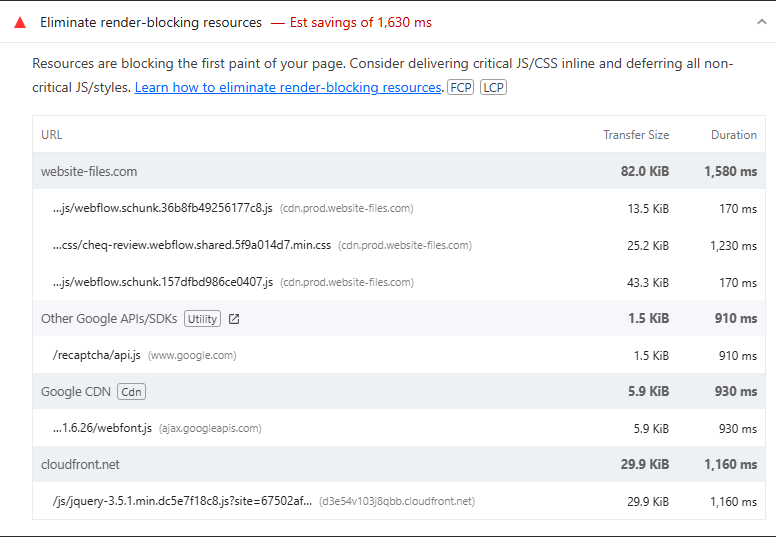 Eliminate render-blocking resources — Est savings of 1,630 ms
Resources are blocking the first paint of your page. Consider delivering critical JS/CSS inline and deferring all non-
critical JS/styles. Learn how to eliminate render-blocking resources. FCP LCP
URL Transfer Size Duration
website-files.com 82.0 KiB 1,580 ms
...js/webflow.schunk.36b8fb49256177c8.js (cdn.prod.website-files.com) 13.5 KiB 170 ms
...css/cheq-review.webflow.shared.5f9a014d7.min.css (cdn.prod.website-files.com) 25.2 KiB 1,230 ms
...js/webflow.schunk.157dfbd986ce0407.js (cdn.prod.website-files.com) 43.3 KiB 170 ms
Other Google APIs/SDKs Utility 1.5 KiB 910 ms
/recaptcha/api.js (www.google.com) 1.5 KiB 910 ms
Google CDN Cdn 5.9 KiB 930 ms
...1.6.26/webfont.js (ajax.googleapis.com) 5.9 KiB 930 ms
cloudfront.net 29.9 KiB 1,160 ms
/js/jquery-3.5.1.min.dc5e7f18c8.js?site=67502af... (d3e54v103j8qbb.cloudfront.net) 29.9 KiB 1,160 ms